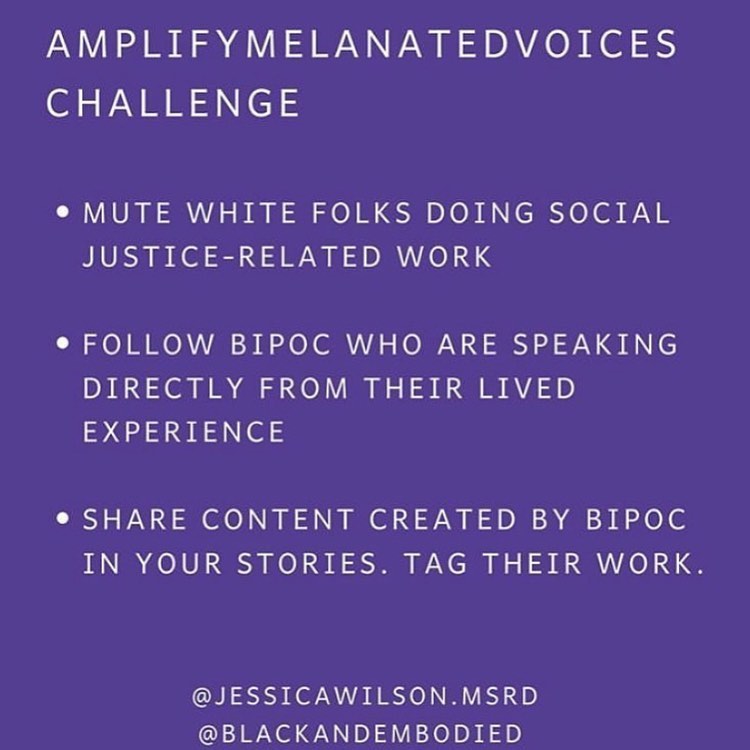 AMPLIFYMELANATEDVOICES
CHALLENGE
• MUTE WHITE FOLKS DOING SOCIAL
JUSTICE-RELATED WORK
• FOLLOW BIPOC WHO ARE SPEAKING
DIRECTLY FROM THEIR LIVED
EXPERIENCE
• SHARE CONTENT CREATED BY BIPOC
IN YOUR STORIES. TAG THEIR WORK.
@JESSICAWILSON.MSRD
@BLACKANDEMBODIED